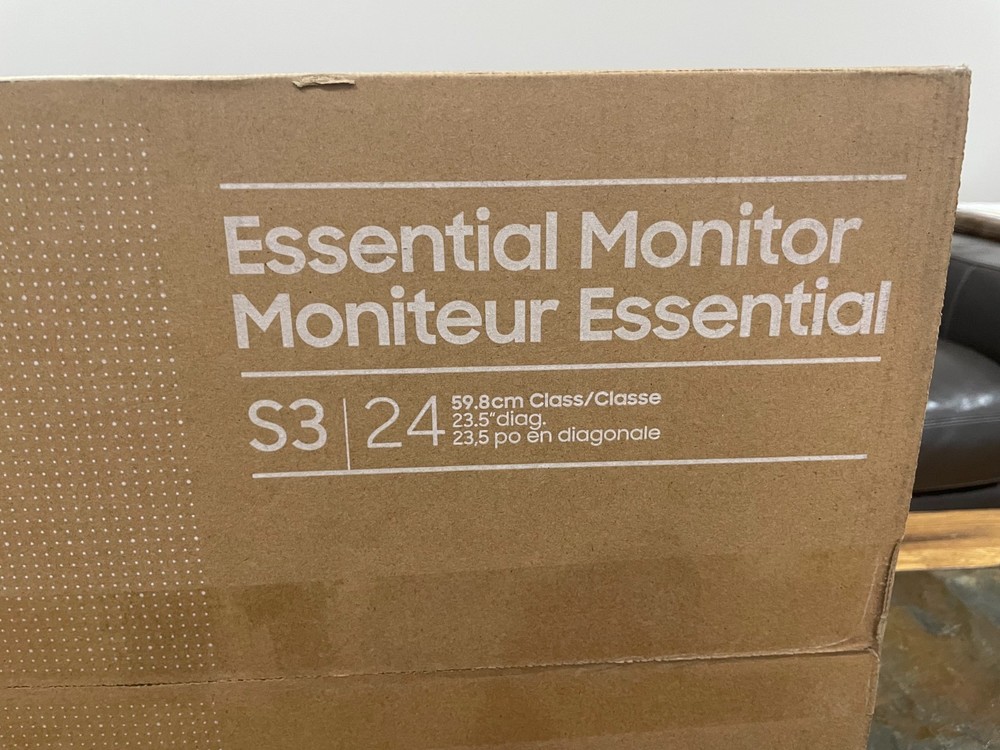 Essential Monitor
Moniteur Essential
S3 | 24
59.8cm Class/Classe
23.5"diag.
23,5 po en diagonale